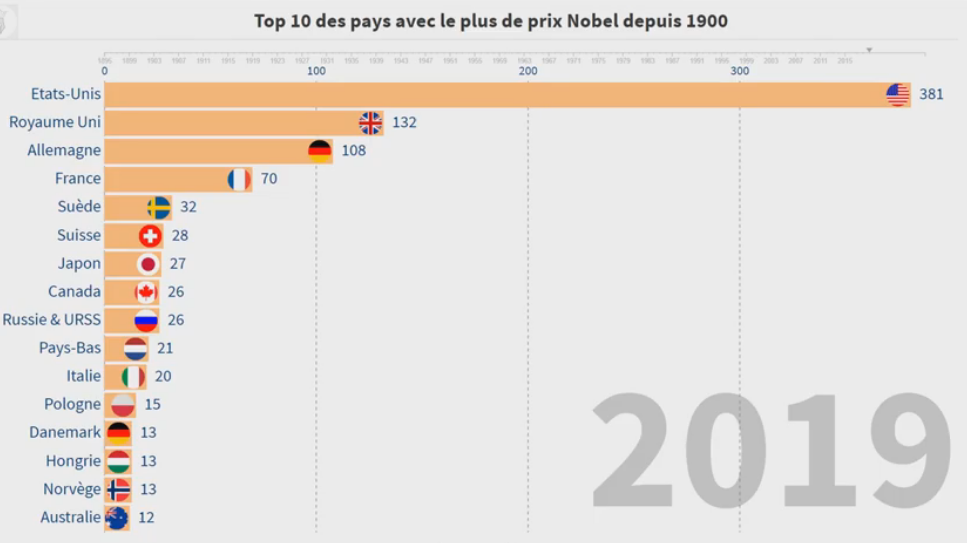 Top 10 des pays avec le plus de prix Nobel depuis 1900
0 100 200 300
Etats-Unis 381
Royaume Uni 132
Allemagne 108
France 70
Suède 32
Suisse 28
Japon 27
Canada 26
Russie & URSS 26
Pays-Bas 21
Italie 20
Pologne 15
Danemark 13
Hongrie 13
Norvège 13
Australie 12
2019